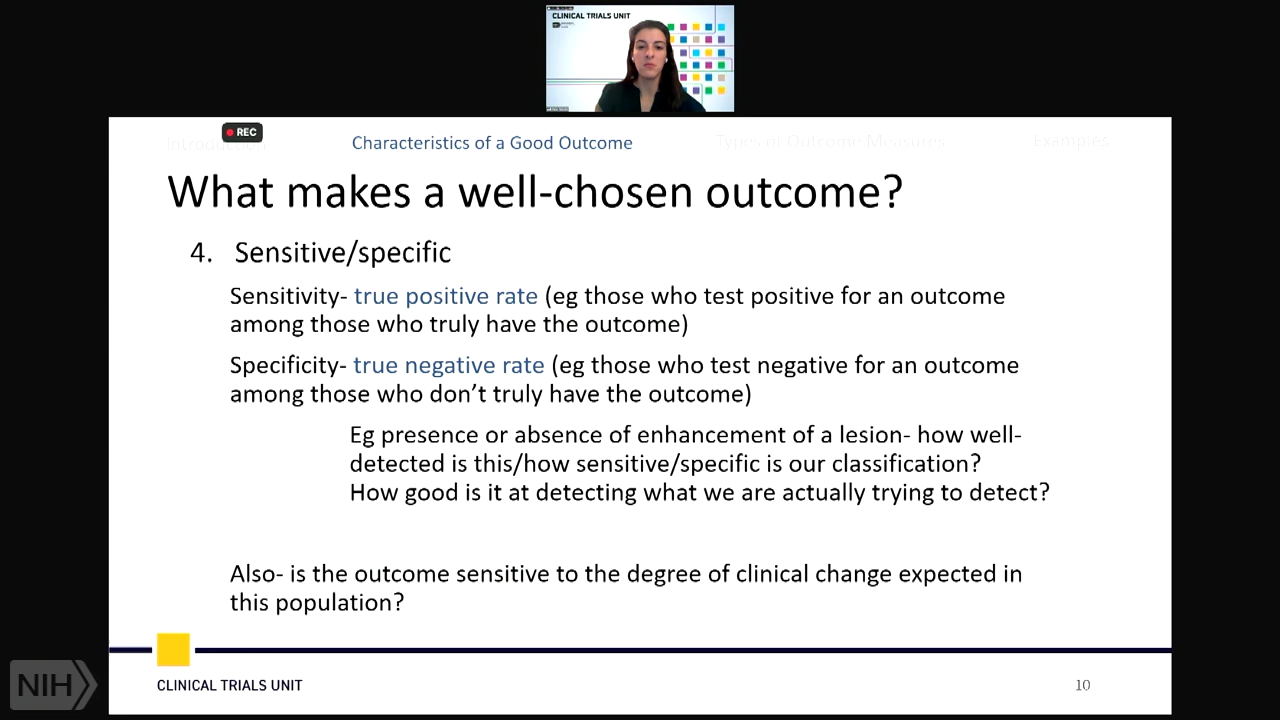 CLINICAL TRIALS UNIT
REC
Introduction
Characteristics of a Good Outcome
Types of Outcome Measures
Examples
What makes a well-chosen outcome?
4. Sensitive/specific
Sensitivity- true positive rate (eg those who test positive for an outcome
among those who truly have the outcome)
Specificity- true negative rate (eg those who test negative for an outcome
among those who don’t truly have the outcome)
Eg presence or absence of enhancement of a lesion- how well-
detected is this/how sensitive/specific is our classification?
How good is it at detecting what we are actually trying to detect?
Also- is the outcome sensitive to the degree of clinical change expected in
this population?
NIH
CLINICAL TRIALS UNIT
10